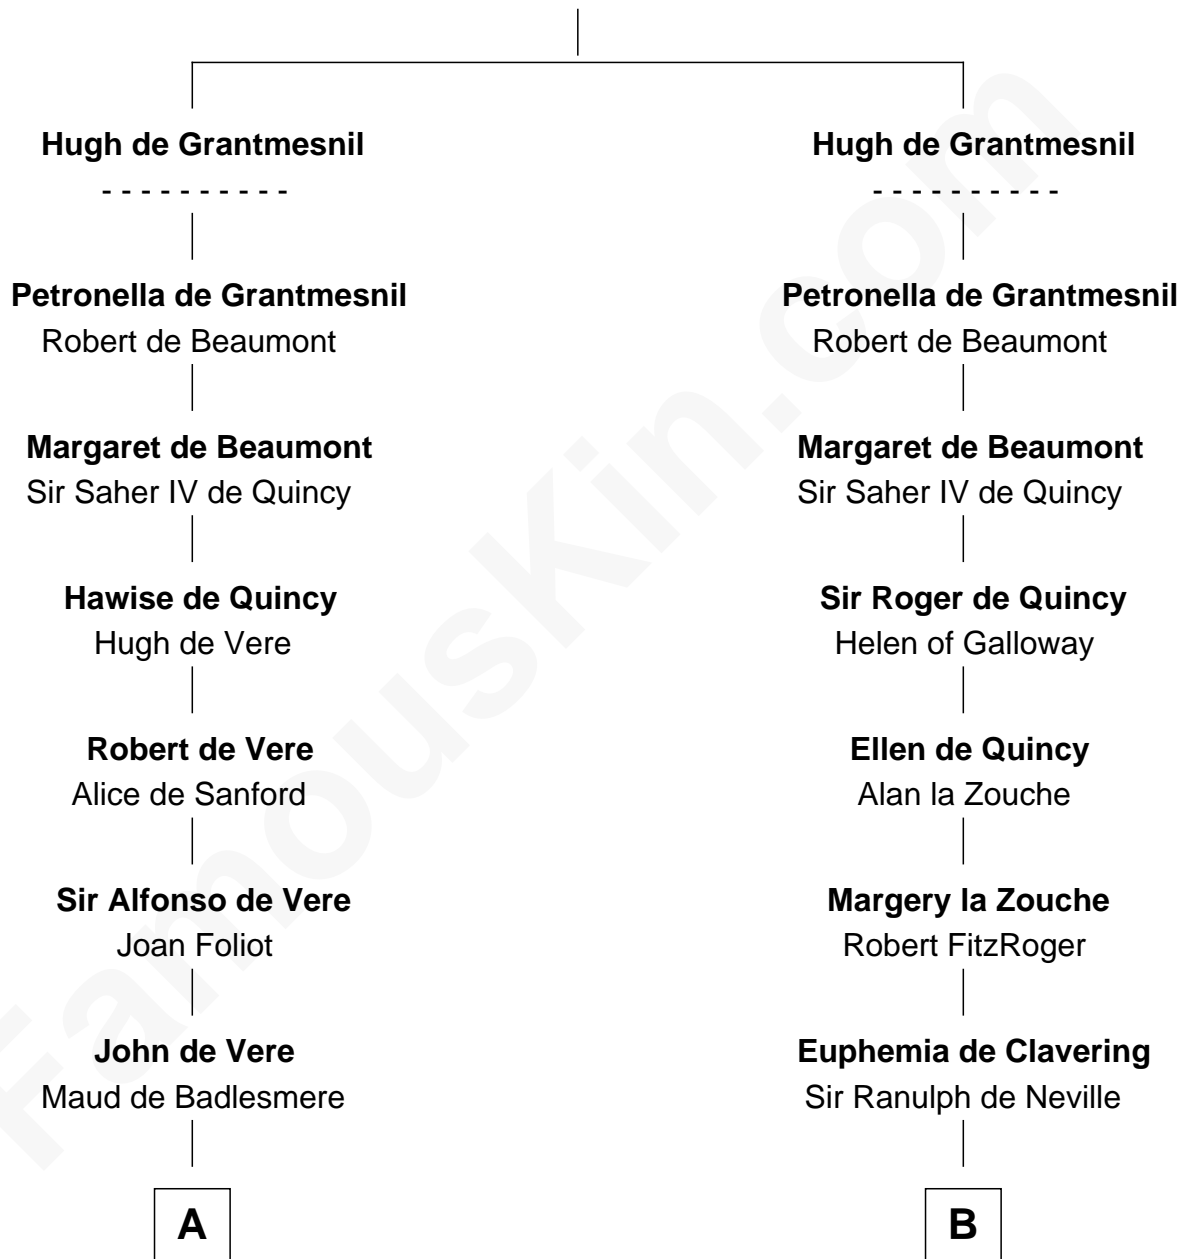 Hugh de Grantmesnil Hugh de Grantmesnil
- - - - - - - - - - - - - - - - - - - -
Petronella de Grantmesnil Petronella de Grantmesnil
Robert de Beaumont Robert de Beaumont
Margaret de Beaumont Margaret de Beaumont
Sir Saher IV de Quincy Sir Saher IV de Quincy
Hawise de Quincy Sir Roger de Quincy
Hugh de Vere Helen of Galloway
Robert de Vere Ellen de Quincy
Alice de Sanford Alan la Zouche
Sir Alfonso de Vere Margery la Zouche
Joan Foliot Robert FitzRoger
John de Vere Euphemia de Clavering
Maud de Badlesmere Sir Ranulph de Neville
A B
FamousKin.com